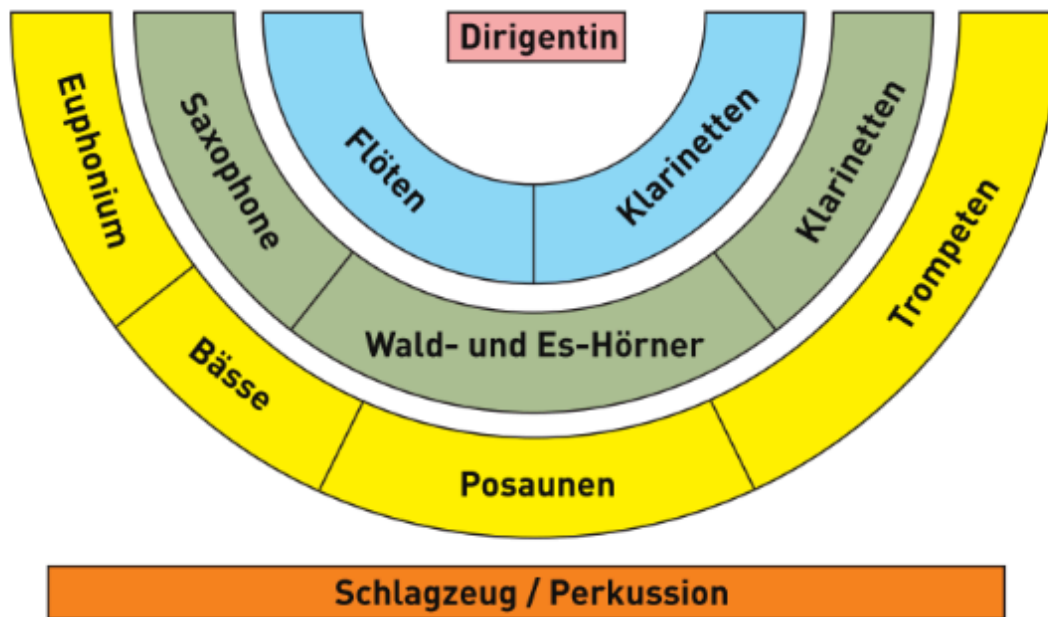 Dirigentin
Euphonium
Saxophone
Flöten
Klarinetten
Klarinetten
Trompeten
Wald- und Es-Hörner
Bässe
Posaunen
Schlagzeug / Perkussion